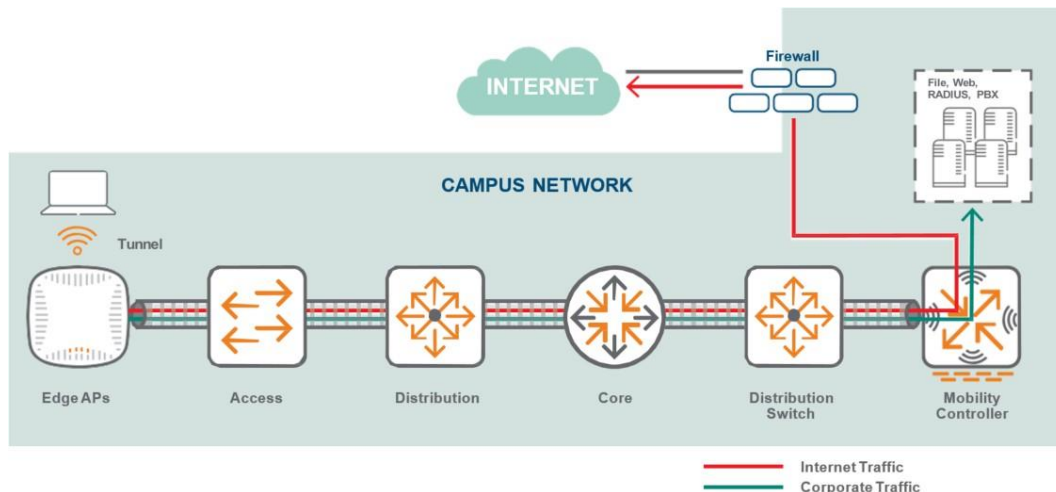 Firewall
INTERNET
File, Web,
RADIUS, PBX
CAMPUS NETWORK
Tunnel
Edge APs
Access
Distribution
Core
Distribution
Switch
Mobility
Controller
Internet Traffic
Corporate Traffic